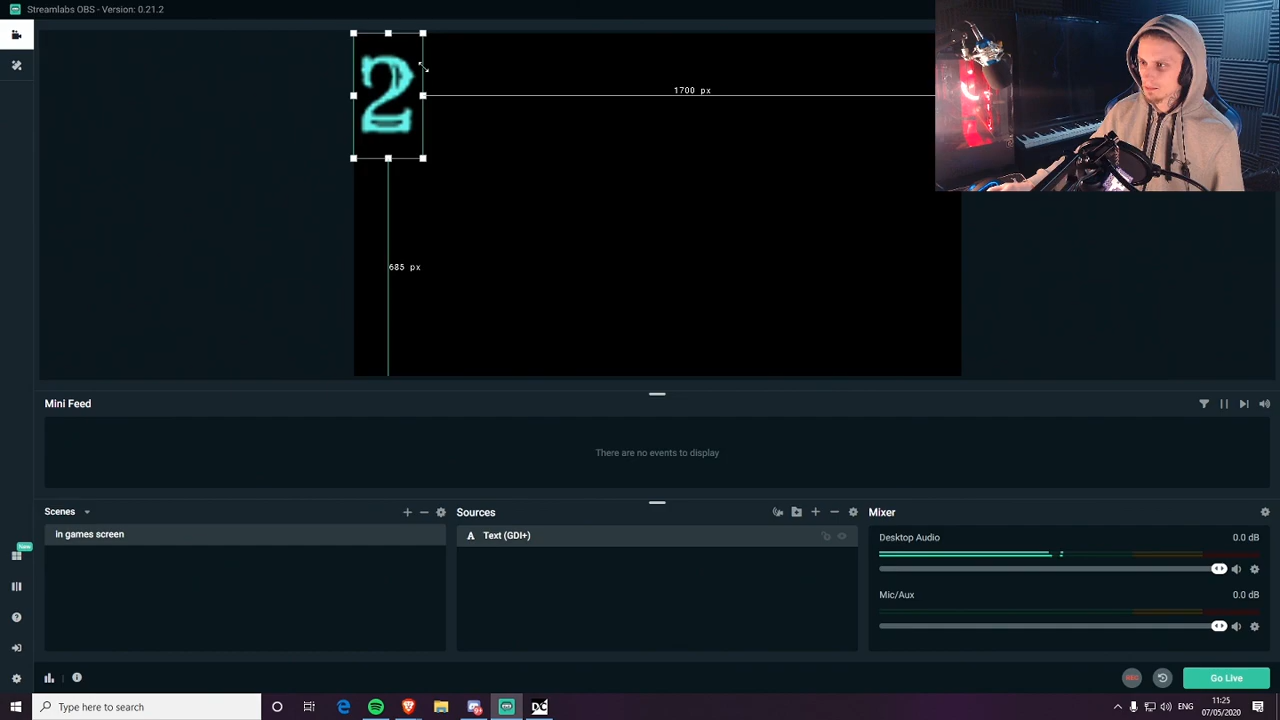 Streamlabs OBS - Version: 0.21.2
2
1700 px
685 px
Mini Feed
There are no events to display
Scenes
Sources
Mixer
In games screen
Text (GDI+)
Desktop Audio
0.0 dB
Mic/Aux
0.0 dB
New
REC
Go Live
Type here to search
ENG
11:25
07/05/2020